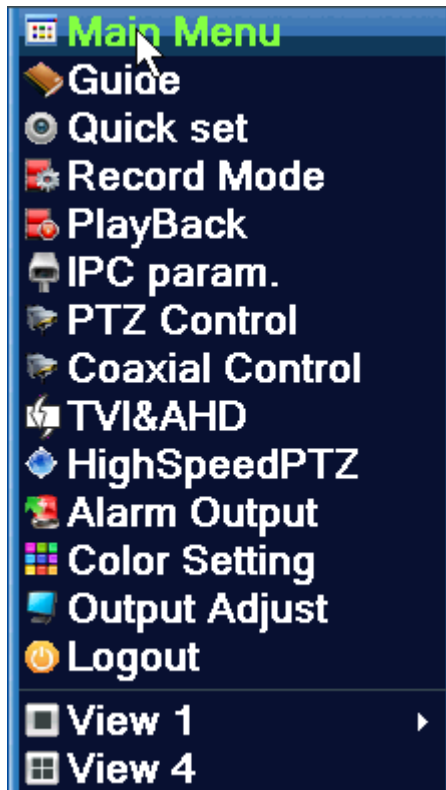 Main Menu
Guide
Quick set
Record Mode
PlayBack
IPC param.
PTZ Control
Coaxial Control
TVI&AHD
HighSpeedPTZ
Alarm Output
Color Setting
Output Adjust
Logout
View 1
View 4